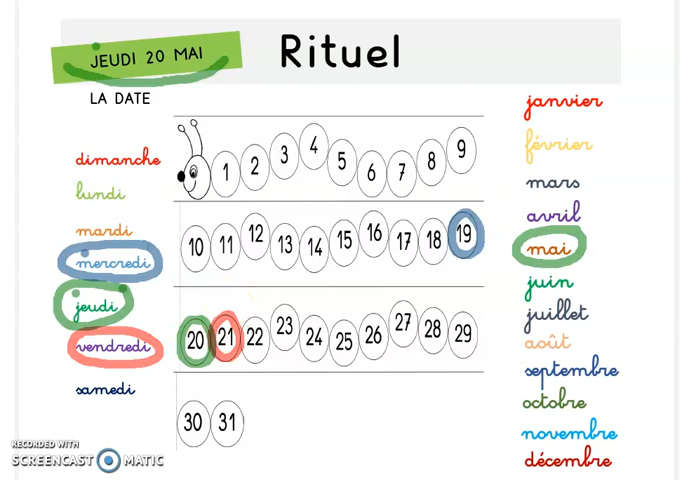 Rituel
JEUDI 20 MAI
LA DATE
dimanche
lundi
mardi
mercredi
jeudi
vendredi
samedi
1 2 3 4 5 6 7 8 9
10 11 12 13 14 15 16 17 18 19
20 21 22 23 24 25 26 27 28 29
30 31
janvier
février
mars
avril
mai
juin
juillet
août
septembre
octobre
novembre
décembre
RECORDED WITH
SCREENCAST MATIC